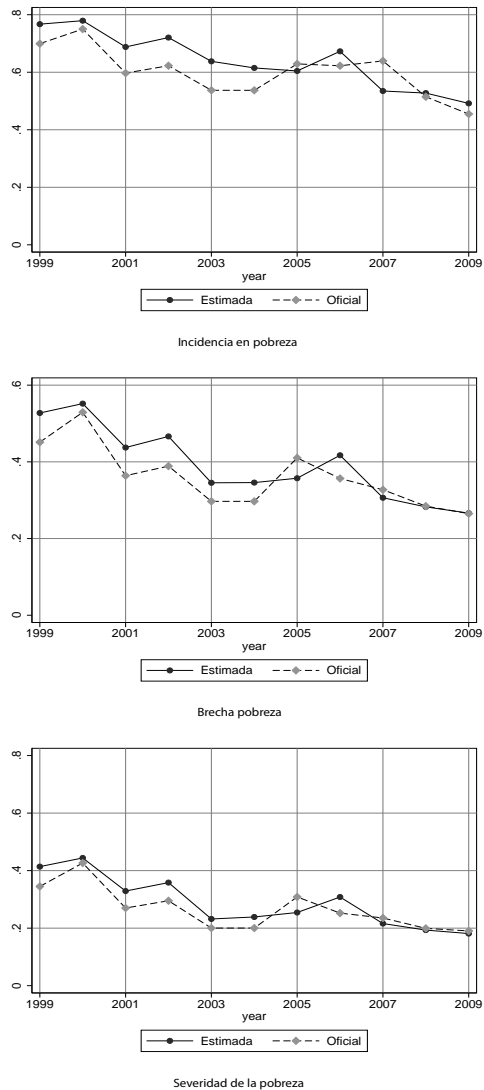 .8
.6
.4
.2
0
1999 2001 2003 2005 2007 2009
year
Estimada Oficial
Incidencia en pobreza
.6
.4
.2
0
1999 2001 2003 2005 2007 2009
year
Estimada Oficial
Brecha pobreza
.8
.6
.4
.2
0
1999 2001 2003 2005 2007 2009
year
Estimada Oficial
Severidad de la pobreza